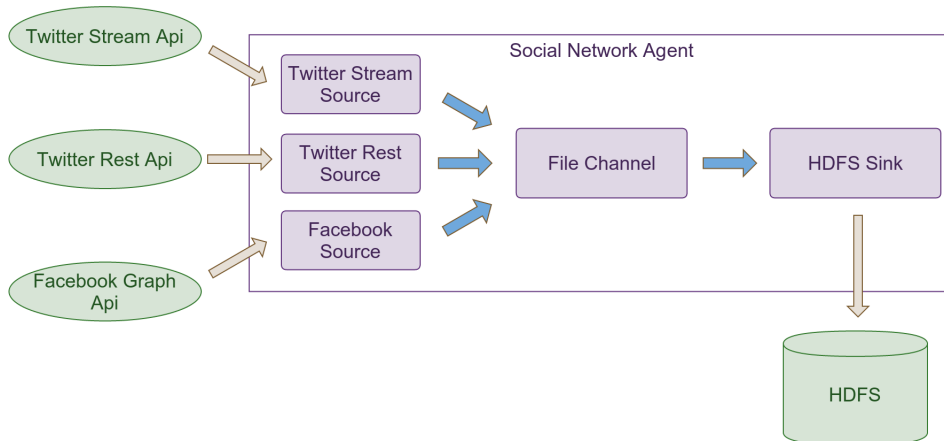 Twitter Stream Api
Social Network Agent
Twitter Stream
Source
Twitter Rest Api
Twitter Rest
Source
File Channel
HDFS Sink
Facebook
Source
Facebook Graph
Api
HDFS